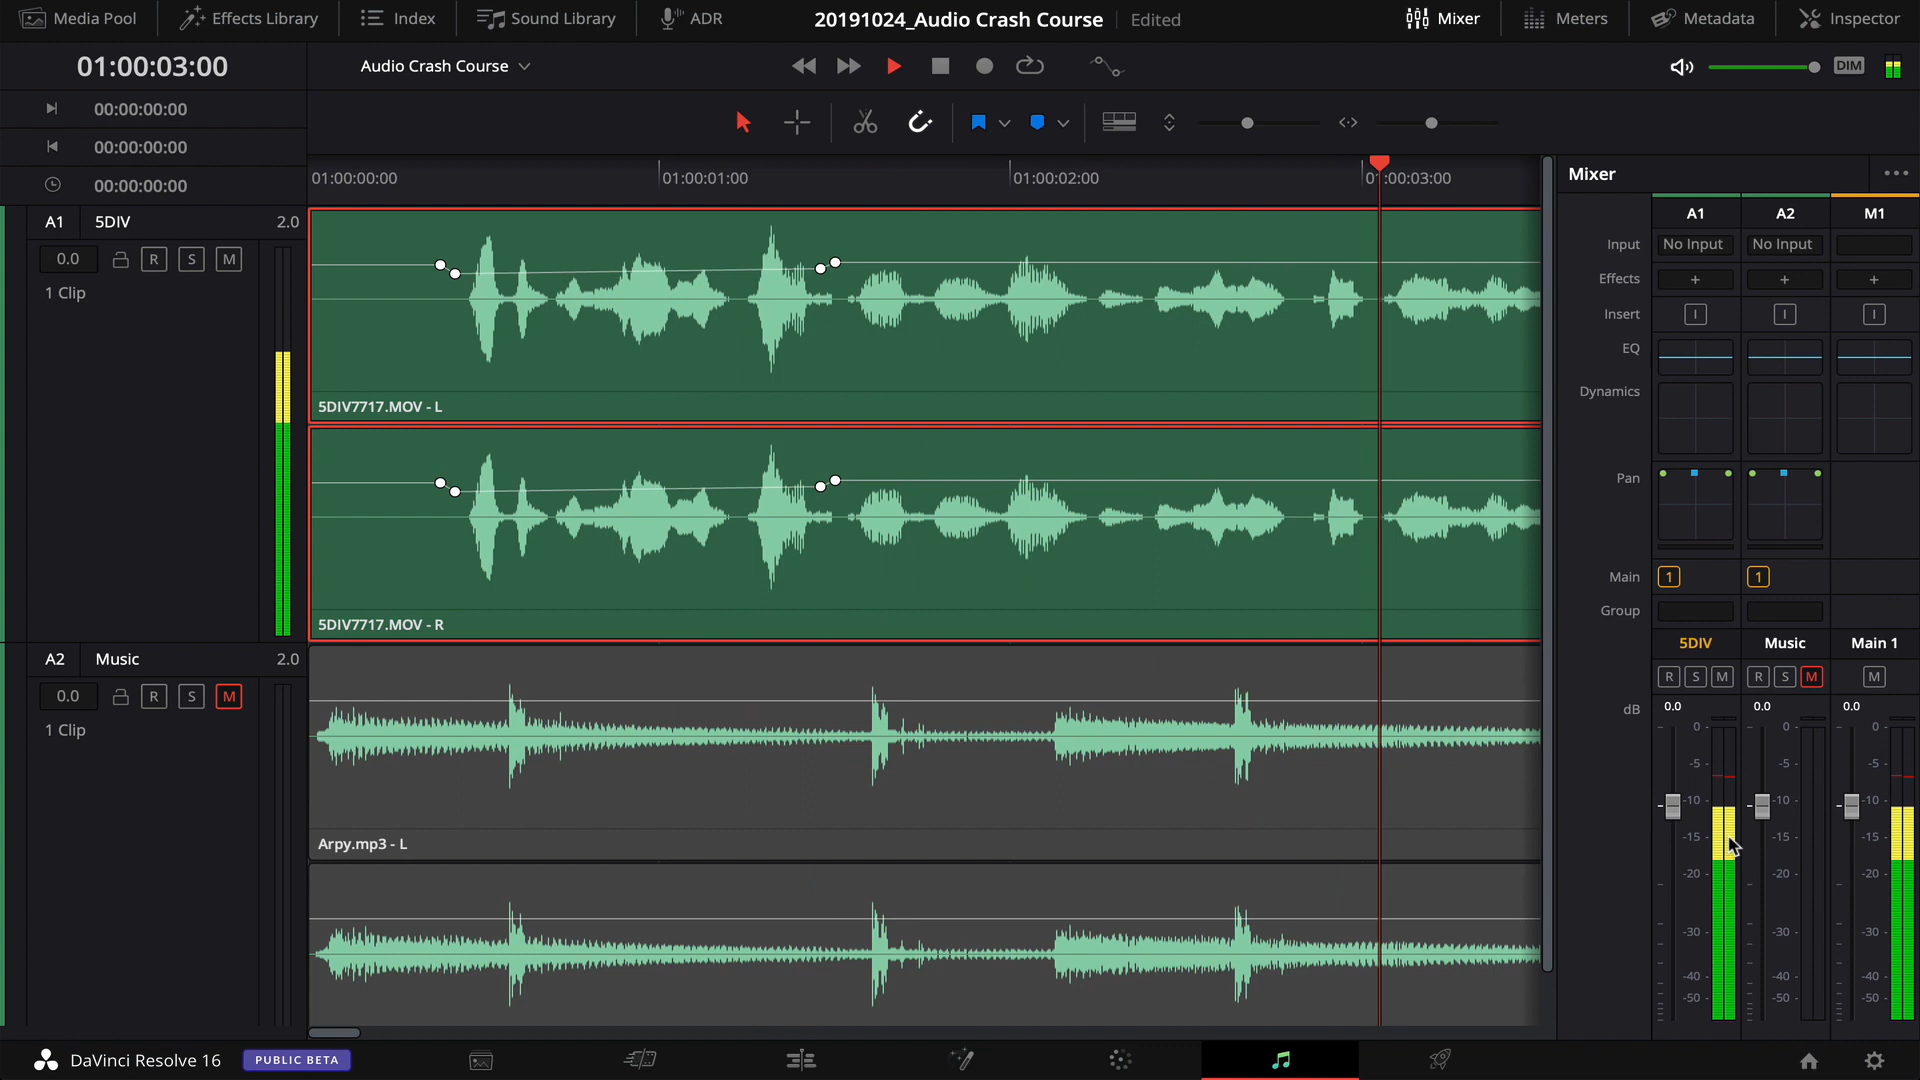 Media Pool Effects Library Index Sound Library ADR 20191024_Audio Crash Course Edited Mixer Meters Metadata Inspector
01:00:03:00 Audio Crash Course DIM
00:00:00:00
00:00:00:00
00:00:00:00
01:00:00:00 01:00:01:00 01:00:02:00 01:00:03:00
A1 5DIV 2.0
0.0 R S M
1 Clip
5DIV7717.MOV - L
5DIV7717.MOV - R
A2 Music 2.0
0.0 R S M
1 Clip
Arpy.mp3 - L
Mixer
A1 A2 M1
Input No Input No Input
Effects + + +
Insert I I I
EQ
Dynamics
Pan
Main 1 1
Group
5DIV Music Main 1
R S M R S M M
dB 0.0 0.0 0.0
0 - 0 - 0 -
-5 - -5 - -5 -
-10 - -10 - -10 -
-15 - -15 - -15 -
-20 - -20 - -20 -
-30 - -30 - -30 -
-40 - -40 - -40 -
-50 - -50 - -50 -
DaVinci Resolve 16 PUBLIC BETA